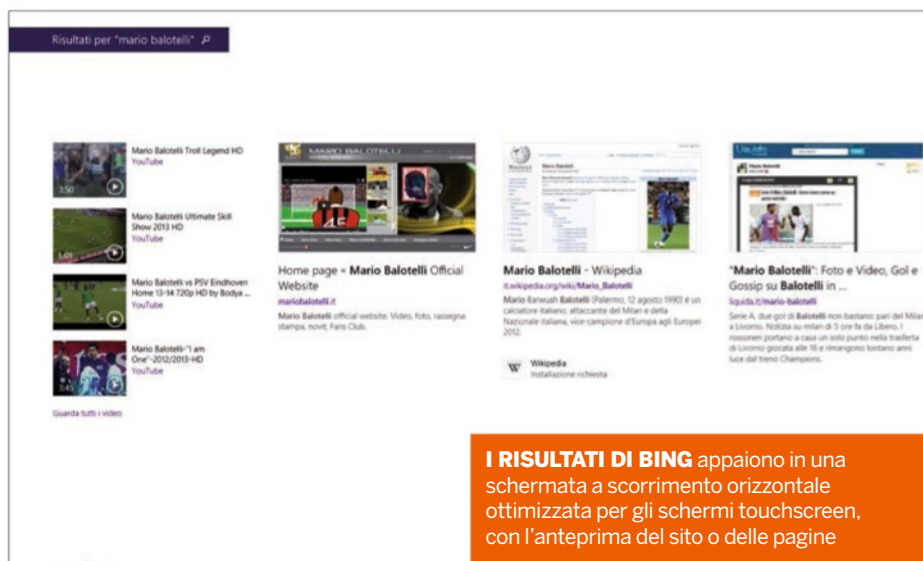 Risultati per "mario balotelli"
Mario Balotelli Troll Legend HD
YouTube
3:50
Mario Balotelli Ultimate Skill
Show 2013 HD
YouTube
Mario Balotelli vs PSV Eindhoven
Home 13-14 720p HD by Bodya ...
YouTube
Mario Balotelli-"I am
One"-2012/2013-HD
YouTube
3:45
Guarda tutti i video
MARIO BALOTELLI
45
Home page « Mario Balotelli Official
Website
mariobalotelli.it
Mario Balotelli official website. Video, foto, rassegna
stampa, novit, Fans Club.
Mario Balotelli - Wikipedia
it.wikipedia.org/wiki/Mario_Balotelli
Mario Barwuah Balotelli (Palermo, 12 agosto 1990) è un
calciatore italiano, attaccante del Milan e della
Nazionale italiana, vice-campione d'Europa agli Europei
2012.
W Wikipedia
Installazione richiesta
Liquida
"Mario Balotelli": Foto e Video, Gol e
Gossip su Balotelli in ...
liquida.it/mario-balotelli
Serie A, due gol di Balotelli non bastano: pari del Milan
a Livorno. Notizia su milan di 5 ore fa da Libero. I
rossoneri portano a casa un solo punto nella trasferta
di Livorno giocata alle 18 e rimangono lontano anni
luce dal treno Champions.
I RISULTATI DI BING appaiono in una
schermata a scorrimento orizzontale
ottimizzata per gli schermi touchscreen,
con l'anteprima del sito o delle pagine